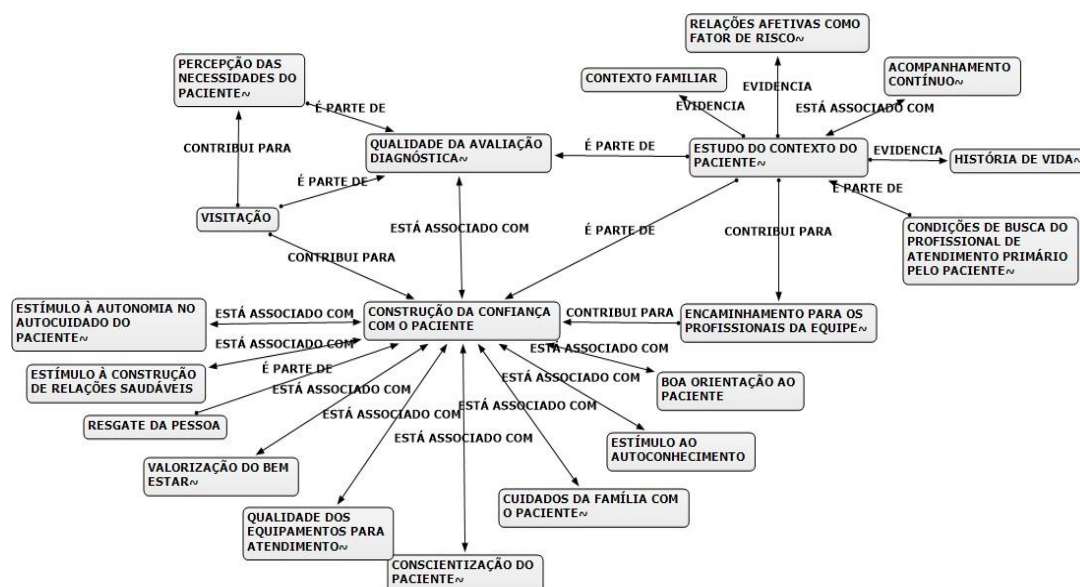 RELAÇÕES AFETIVAS COMO
FATOR DE RISCO~
PERCEPÇÃO DAS
NECESSIDADES DO
PACIENTE~
CONTEXTO FAMILIAR
ACOMPANHAMENTO
CONTÍNUO~
EVIDENCIA
EVIDENCIA
ESTÁ ASSOCIADO COM
É PARTE DE
CONTRIBUI PARA
QUALIDADE DA AVALIAÇÃO
DIAGNÓSTICA~
É PARTE DE
ESTUDO DO CONTEXTO DO
PACIENTE~
EVIDENCIA
HISTÓRIA DE VIDA~
É PARTE DE
É PARTE DE
VISITAÇÃO
ESTÁ ASSOCIADO COM
É PARTE DE
CONTRIBUI PARA
CONDIÇÕES DE BUSCA DO
PROFISSIONAL DE
ATENDIMENTO PRIMÁRIO
PELO PACIENTE~
CONTRIBUI PARA
ESTÍMULO À AUTONOMIA NO
AUTOCUIDADO DO
PACIENTE~
ESTÁ ASSOCIADO COM
CONSTRUÇÃO DA CONFIANÇA
COM O PACIENTE
CONTRIBUI PARA
ENCAMINHAMENTO PARA OS
PROFISSIONAIS DA EQUIPE~
ESTÁ ASSOCIADO COM
ESTÁ ASSOCIADO COM
ESTÍMULO À CONSTRUÇÃO
DE RELAÇÕES SAUDÁVEIS
É PARTE DE
ESTÁ ASSOCIADO COM
ESTÁ ASSOCIADO COM
BOA ORIENTAÇÃO AO
PACIENTE
RESGATE DA PESSOA
ESTÁ ASSOCIADO COM
ESTÁ ASSOCIADO COM
ESTÁ ASSOCIADO COM
ESTÍMULO AO
AUTOCONHECIMENTO
VALORIZAÇÃO DO BEM
ESTAR~
CUIDADOS DA FAMÍLIA COM
O PACIENTE~
QUALIDADE DOS
EQUIPAMENTOS PARA
ATENDIMENTO~
CONSCIENTIZAÇÃO DO
PACIENTE~